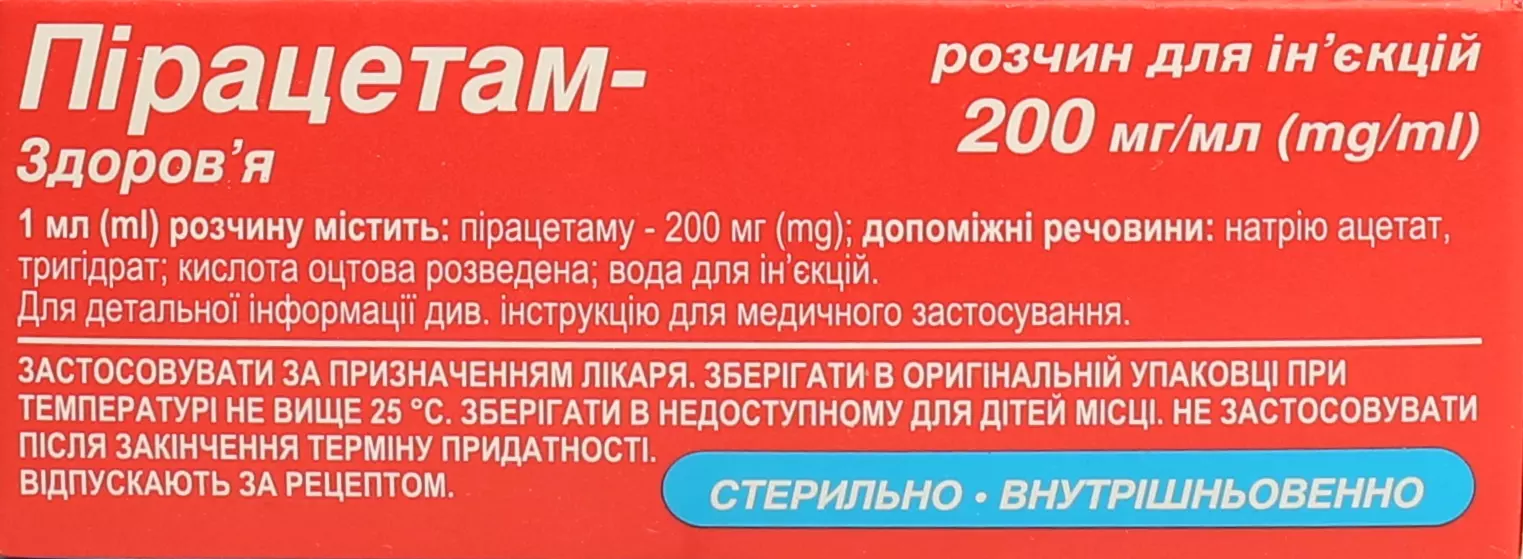 Пірацетам-
Здоров’я
розчин для ін’єкцій
200 мг/мл (mg/ml)
1 мл (ml) розчину містить: пірацетаму - 200 мг (mg); допоміжні речовини: натрію ацетат,
тригідрат; кислота оцтова розведена; вода для ін’єкцій.
Для детальної інформації див. інструкцію для медичного застосування.
ЗАСТОСОВУВАТИ ЗА ПРИЗНАЧЕННЯМ ЛІКАРЯ. ЗБЕРІГАТИ В ОРИГІНАЛЬНІЙ УПАКОВЦІ ПРИ
ТЕМПЕРАТУРІ НЕ ВИЩЕ 25 °С. ЗБЕРІГАТИ В НЕДОСТУПНОМУ ДЛЯ ДІТЕЙ МІСЦІ. НЕ ЗАСТОСОВУВАТИ
ПІСЛЯ ЗАКІНЧЕННЯ ТЕРМІНУ ПРИДАТНОСТІ.
ВІДПУСКАЮТЬ ЗА РЕЦЕПТОМ.
СТЕРИЛЬНО • ВНУТРІШНЬОВЕННО